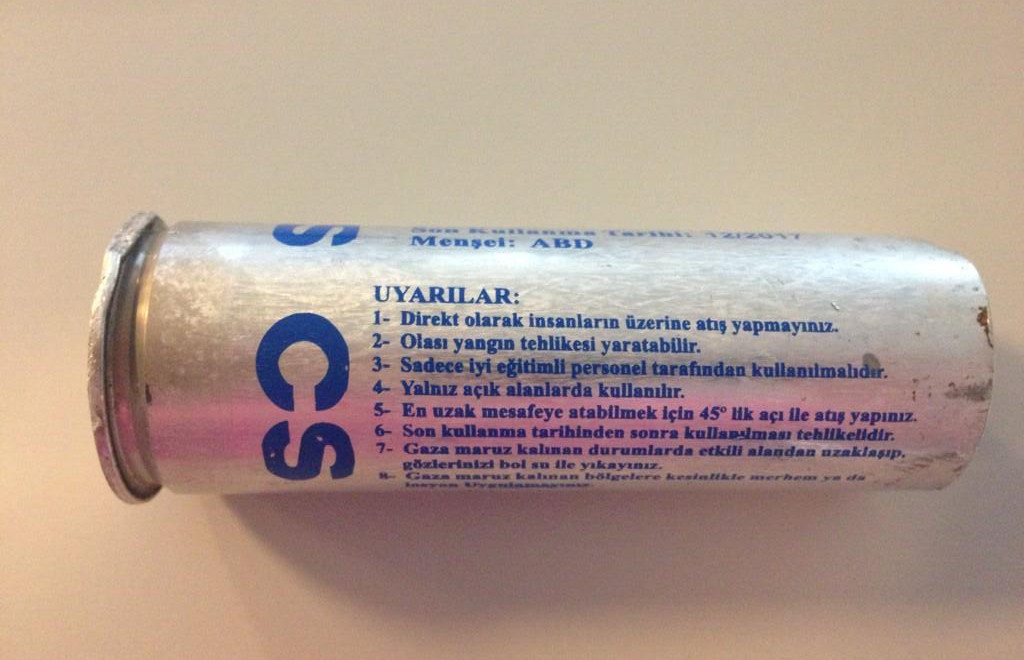 S
Son Kullanma Tarihi: 12/2017
Menşei: ABD
CS
UYARILAR:
1- Direkt olarak insanların üzerine atış yapmayınız.
2- Olası yangın tehlikesi yaratabilir.
3- Sadece iyi eğitimli personel tarafından kullanılmalıdır.
4- Yalnız açık alanlarda kullanılır.
5- En uzak mesafeye atabilmek için 45° lik açı ile atış yapınız.
6- Son kullanma tarihinden sonra kullanılması tehlikelidir.
7- Gaza maruz kalınan durumlarda etkili alandan uzaklaşıp,
gözlerinizi bol su ile yıkayınız.
8- Gaza maruz kalınan bölgelere kesinlikle merhem ya da
losyon Uygulamayınız.